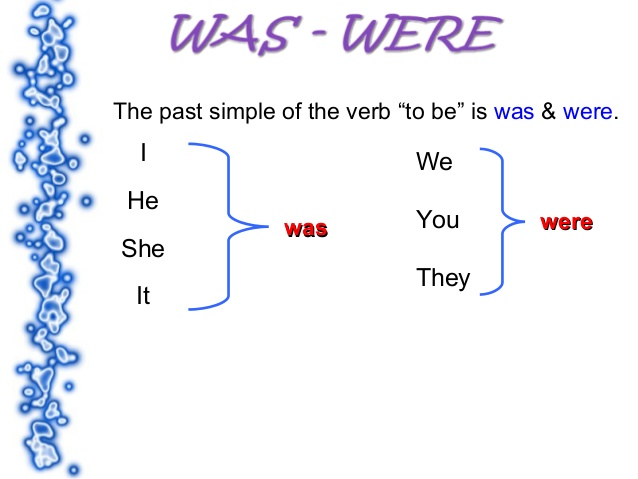 WAS - WERE
The past simple of the verb “to be” is was & were.
I
He
She
It
was
We
You
They
were